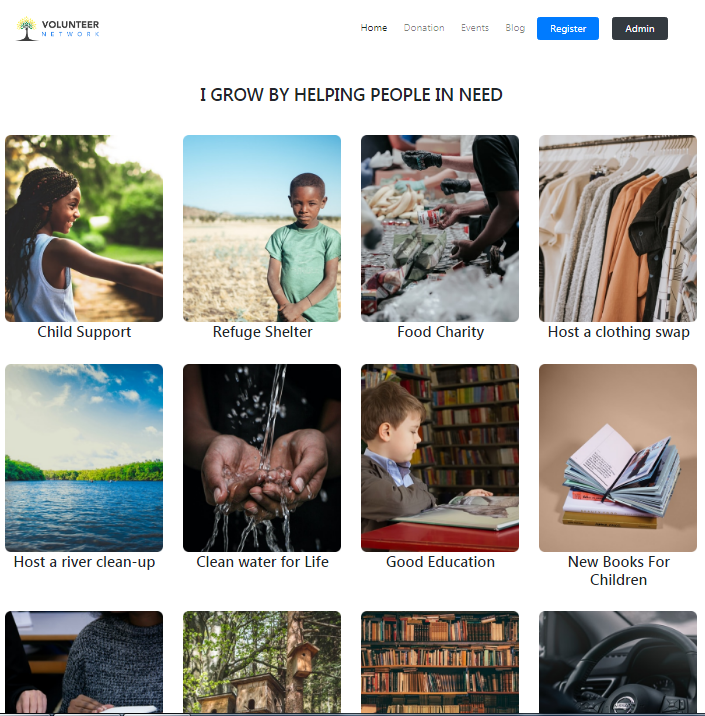 VOLUNTEER
NETWORK
Home Donation Events Blog Register Admin
I GROW BY HELPING PEOPLE IN NEED
Child Support
Refuge Shelter
Food Charity
Host a clothing swap
Host a river clean-up
Clean water for Life
Good Education
New Books For
Children